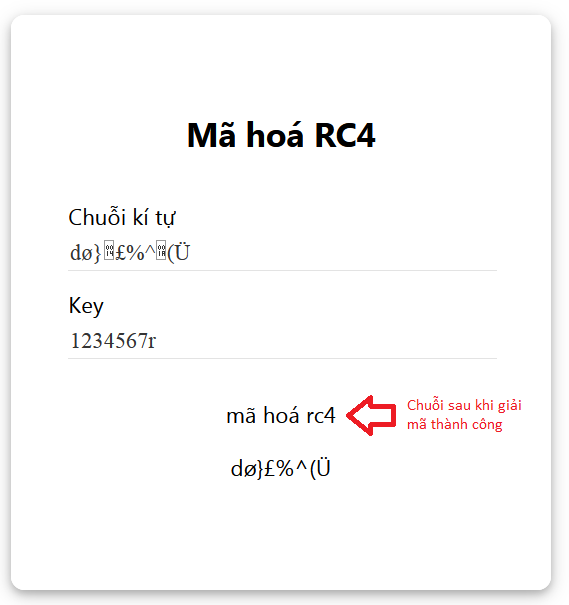 Mã hoá RC4
Chuỗi kí tự
dø}£%^(Ü
Key
1234567r
mã hoá rc4
Chuỗi sau khi giải
mã thành công
dø}£%^(Ü